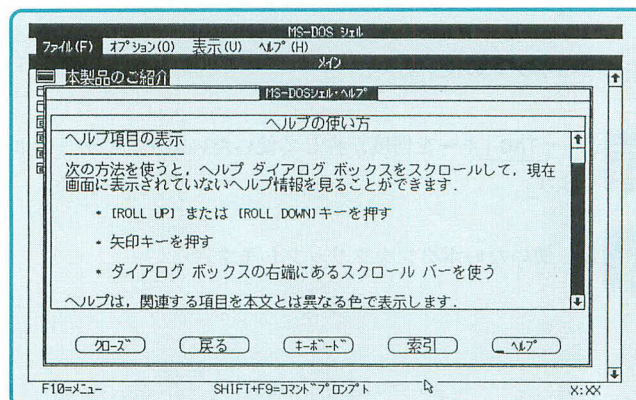 MS-DOS シェル
ファイル(F) オプション(O) 表示(U) ヘルプ(H)
メイン
本製品のご紹介
MS-DOSシェル・ヘルプ
ヘルプの使い方
ヘルプ項目の表示
--------------------
次の方法を使うと，ヘルプ ダイアログ ボックスをスクロールして，現在
画面に表示されていないヘルプ情報を見ることができます．
・ [ROLL UP] または [ROLL DOWN]キーを押す
・ 矢印キーを押す
・ ダイアログ ボックスの右端にあるスクロール バーを使う
ヘルプは，関連する項目を本文とは異なる色で表示します．
クローズ 戻る キーボード 索引 ヘルプ
F10=メニュー SHIFT+F9=コマンドプロンプト X:XX